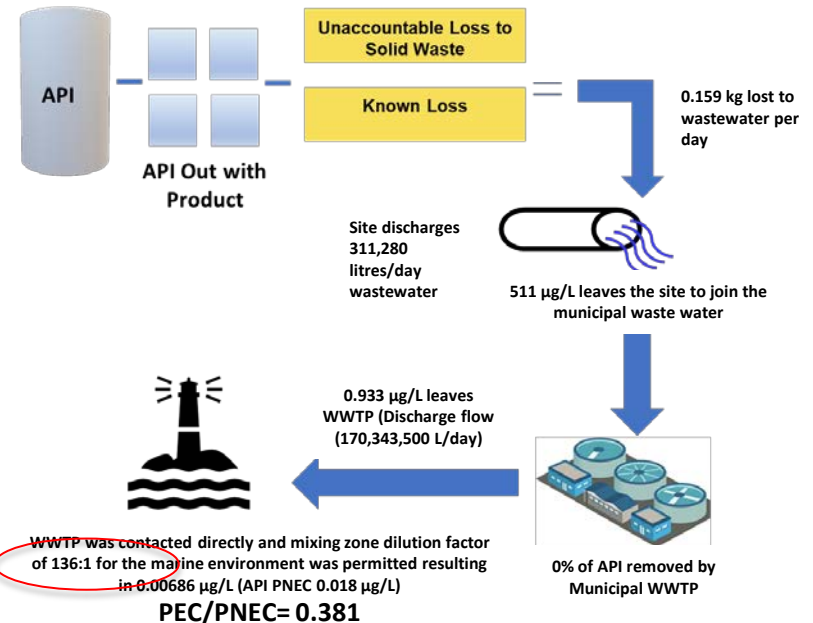 API
API Out with
Product
Unaccountable Loss to
Solid Waste
Known Loss
0.159 kg lost to
wastewater per
day
Site discharges
311,280
litres/day
wastewater
511 µg/L leaves the site to join the
municipal waste water
0.933 µg/L leaves
WWTP (Discharge flow
(170,343,500 L/day)
0% of API removed by
Municipal WWTP
WWTP was contacted directly and mixing zone dilution factor
of 136:1 for the marine environment was permitted resulting
in 0.00686 µg/L (API PNEC 0.018 µg/L)
PEC/PNEC= 0.381